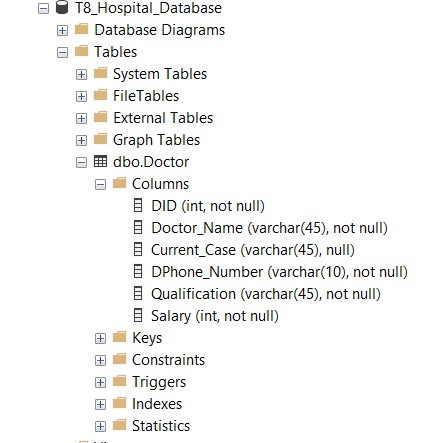 T8_Hospital_Database
Database Diagrams
Tables
System Tables
FileTables
External Tables
Graph Tables
dbo.Doctor
Columns
DID (int, not null)
Doctor_Name (varchar(45), not null)
Current_Case (varchar(45), null)
DPhone_Number (varchar(10), not null)
Qualification (varchar(45), not null)
Salary (int, not null)
Keys
Constraints
Triggers
Indexes
Statistics